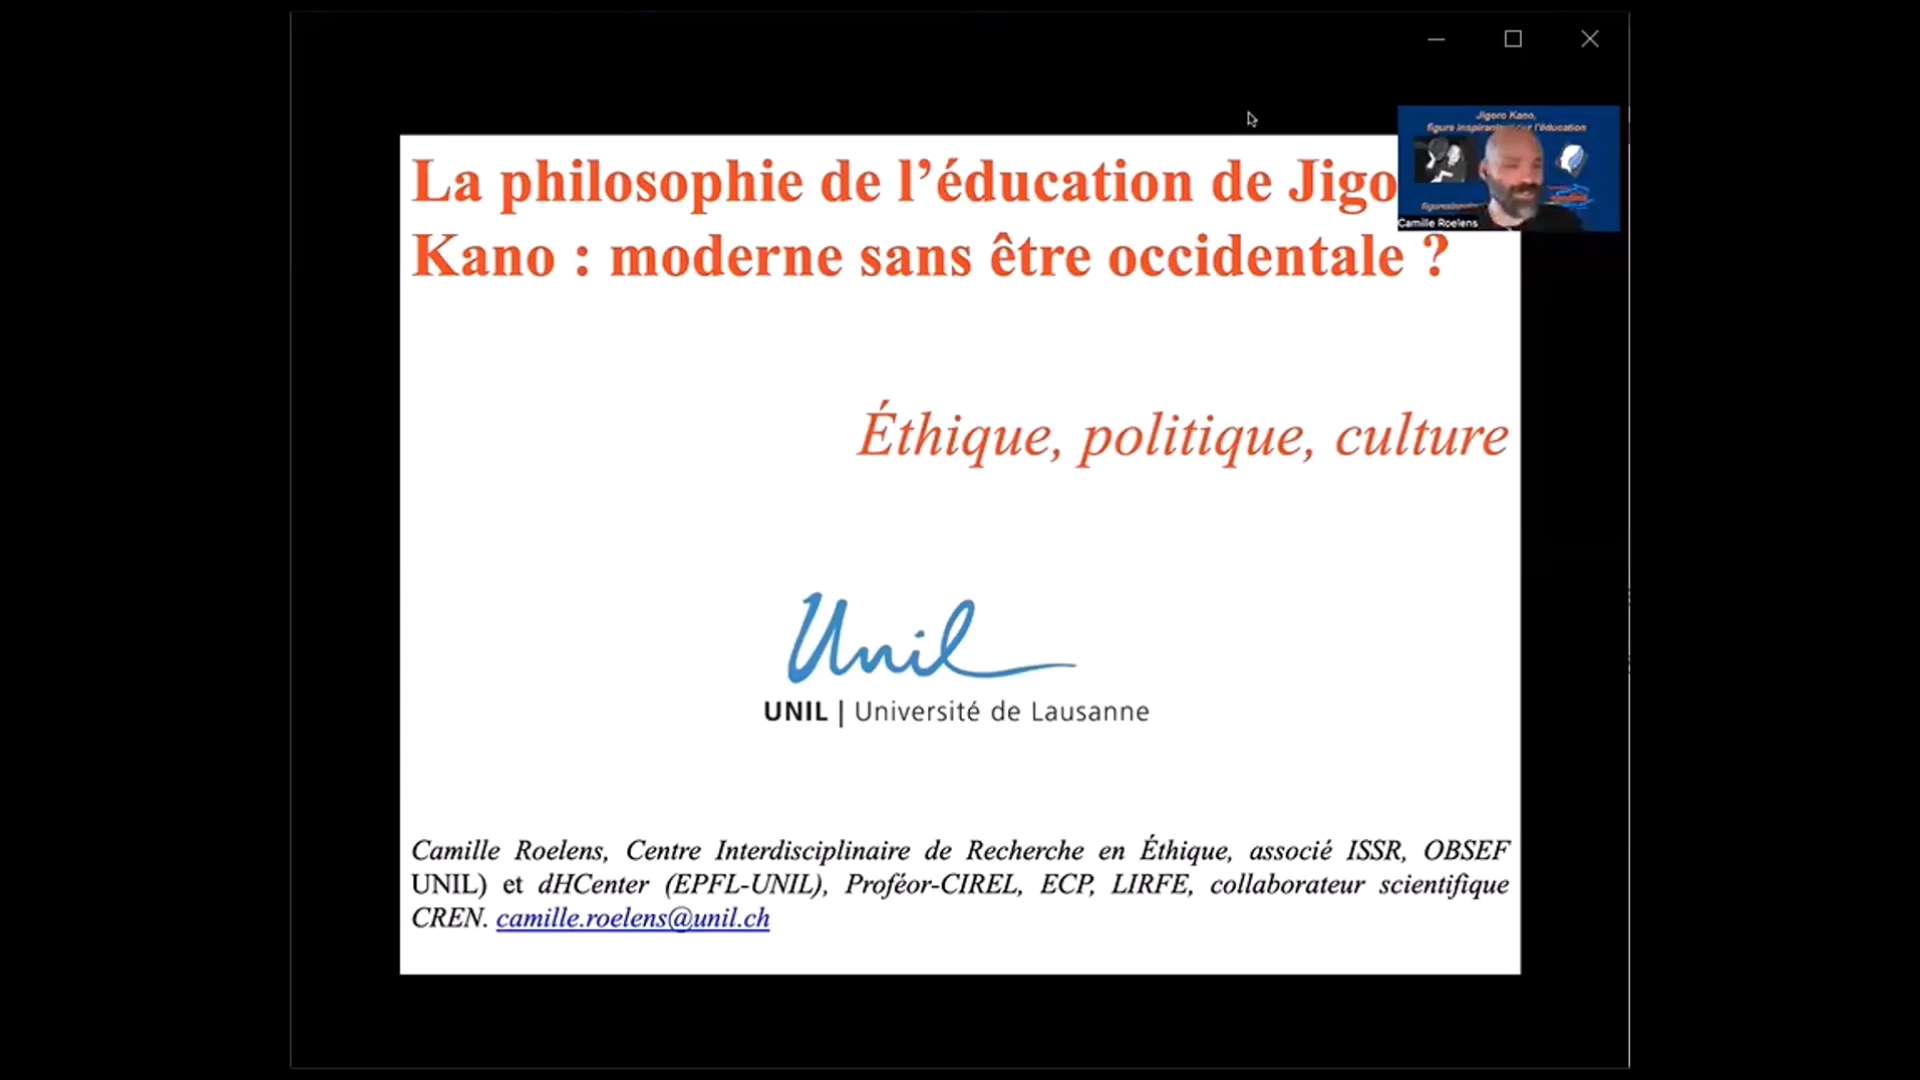 La philosophie de l’éducation de Jigo
Kano : moderne sans être occidentale ?
Jigoro Kano,
l'éducation
Camille Roelens
Éthique, politique, culture
Unil
UNIL | Université de Lausanne
Camille Roelens, Centre Interdisciplinaire de Recherche en Éthique, associé ISSR, OBSEF
UNIL) et dHCenter (EPFL-UNIL), Proféor-CIREL, ECP, LIRFE, collaborateur scientifique
CREN. camille.roelens@unil.ch